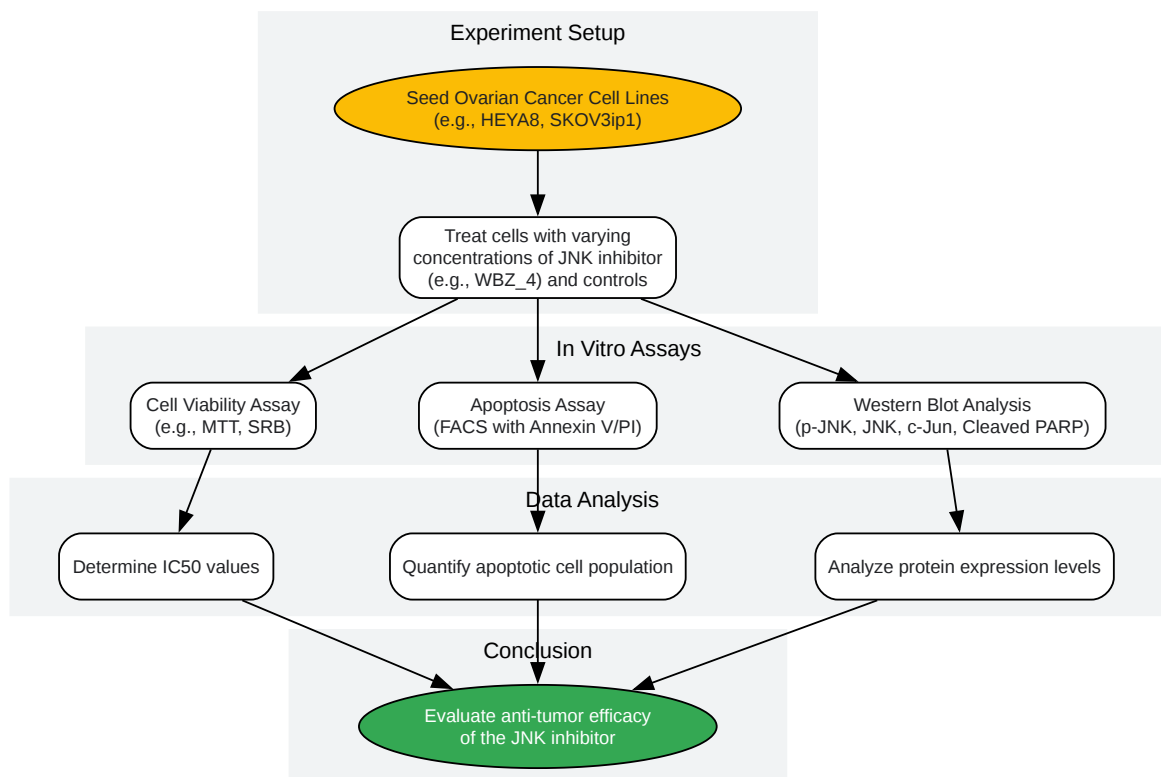 Experiment Setup
Seed Ovarian Cancer Cell Lines
(e.g., HEYA8, SKOV3ip1)
Treat cells with varying
concentrations of JNK inhibitor
(e.g., WBZ_4) and controls
In Vitro Assays
Cell Viability Assay
(e.g., MTT, SRB)
Apoptosis Assay
(FACS with Annexin V/PI)
Western Blot Analysis
(p-JNK, JNK, c-Jun, Cleaved PARP)
Data Analysis
Determine IC50 values
Quantify apoptotic cell population
Analyze protein expression levels
Conclusion
Evaluate anti-tumor efficacy
of the JNK inhibitor